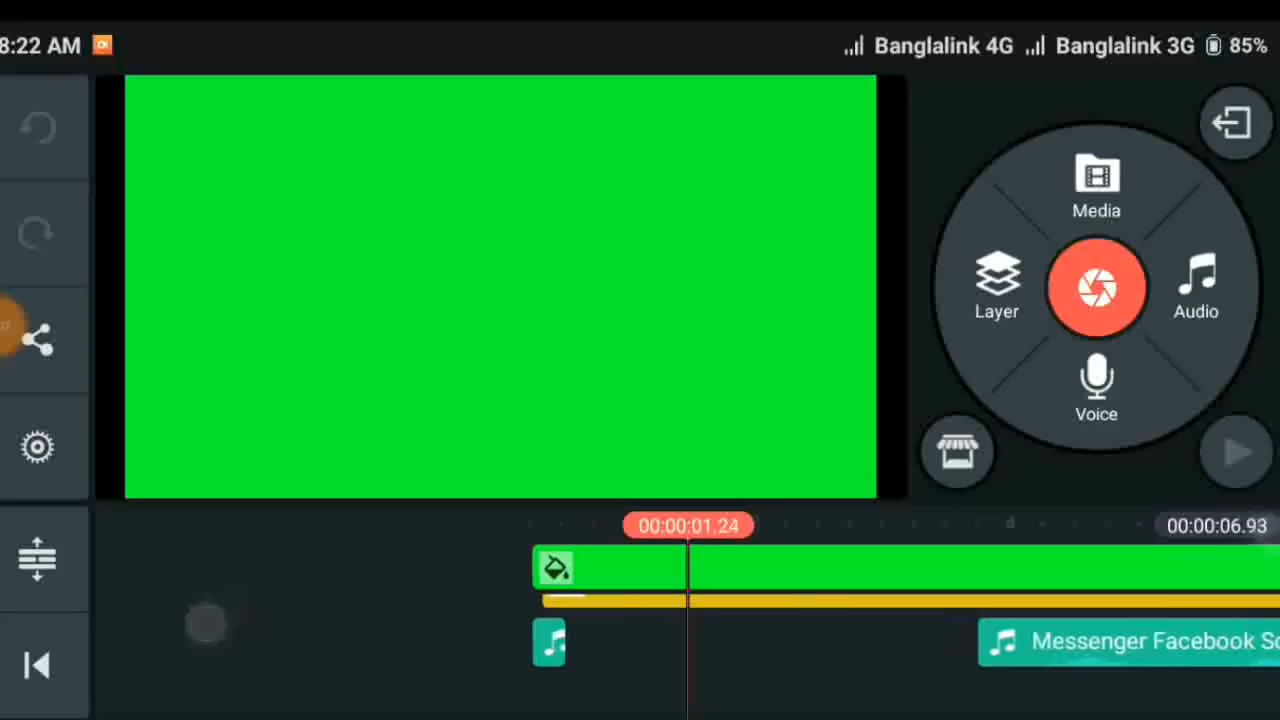 8:22 AM
Banglalink 4G
Banglalink 3G
85%
Media
Layer
Audio
Voice
00:00:01.24
00:00:06.93
Messenger Facebook So